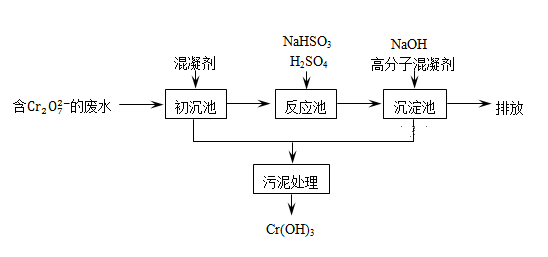 NaHSO₃
H₂SO₄
NaOH
高分子混凝剂
混凝剂
含Cr₂O₇²⁻的废水
初沉池
反应池
沉淀池
排放
污泥处理
Cr(OH)₃